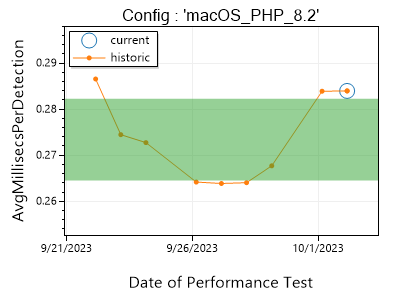 Config : 'macOS_PHP_8.2'
current
historic
AvgMillisecsPerDetection
0.29
0.28
0.27
0.26
9/21/2023
9/26/2023
10/1/2023
Date of Performance Test